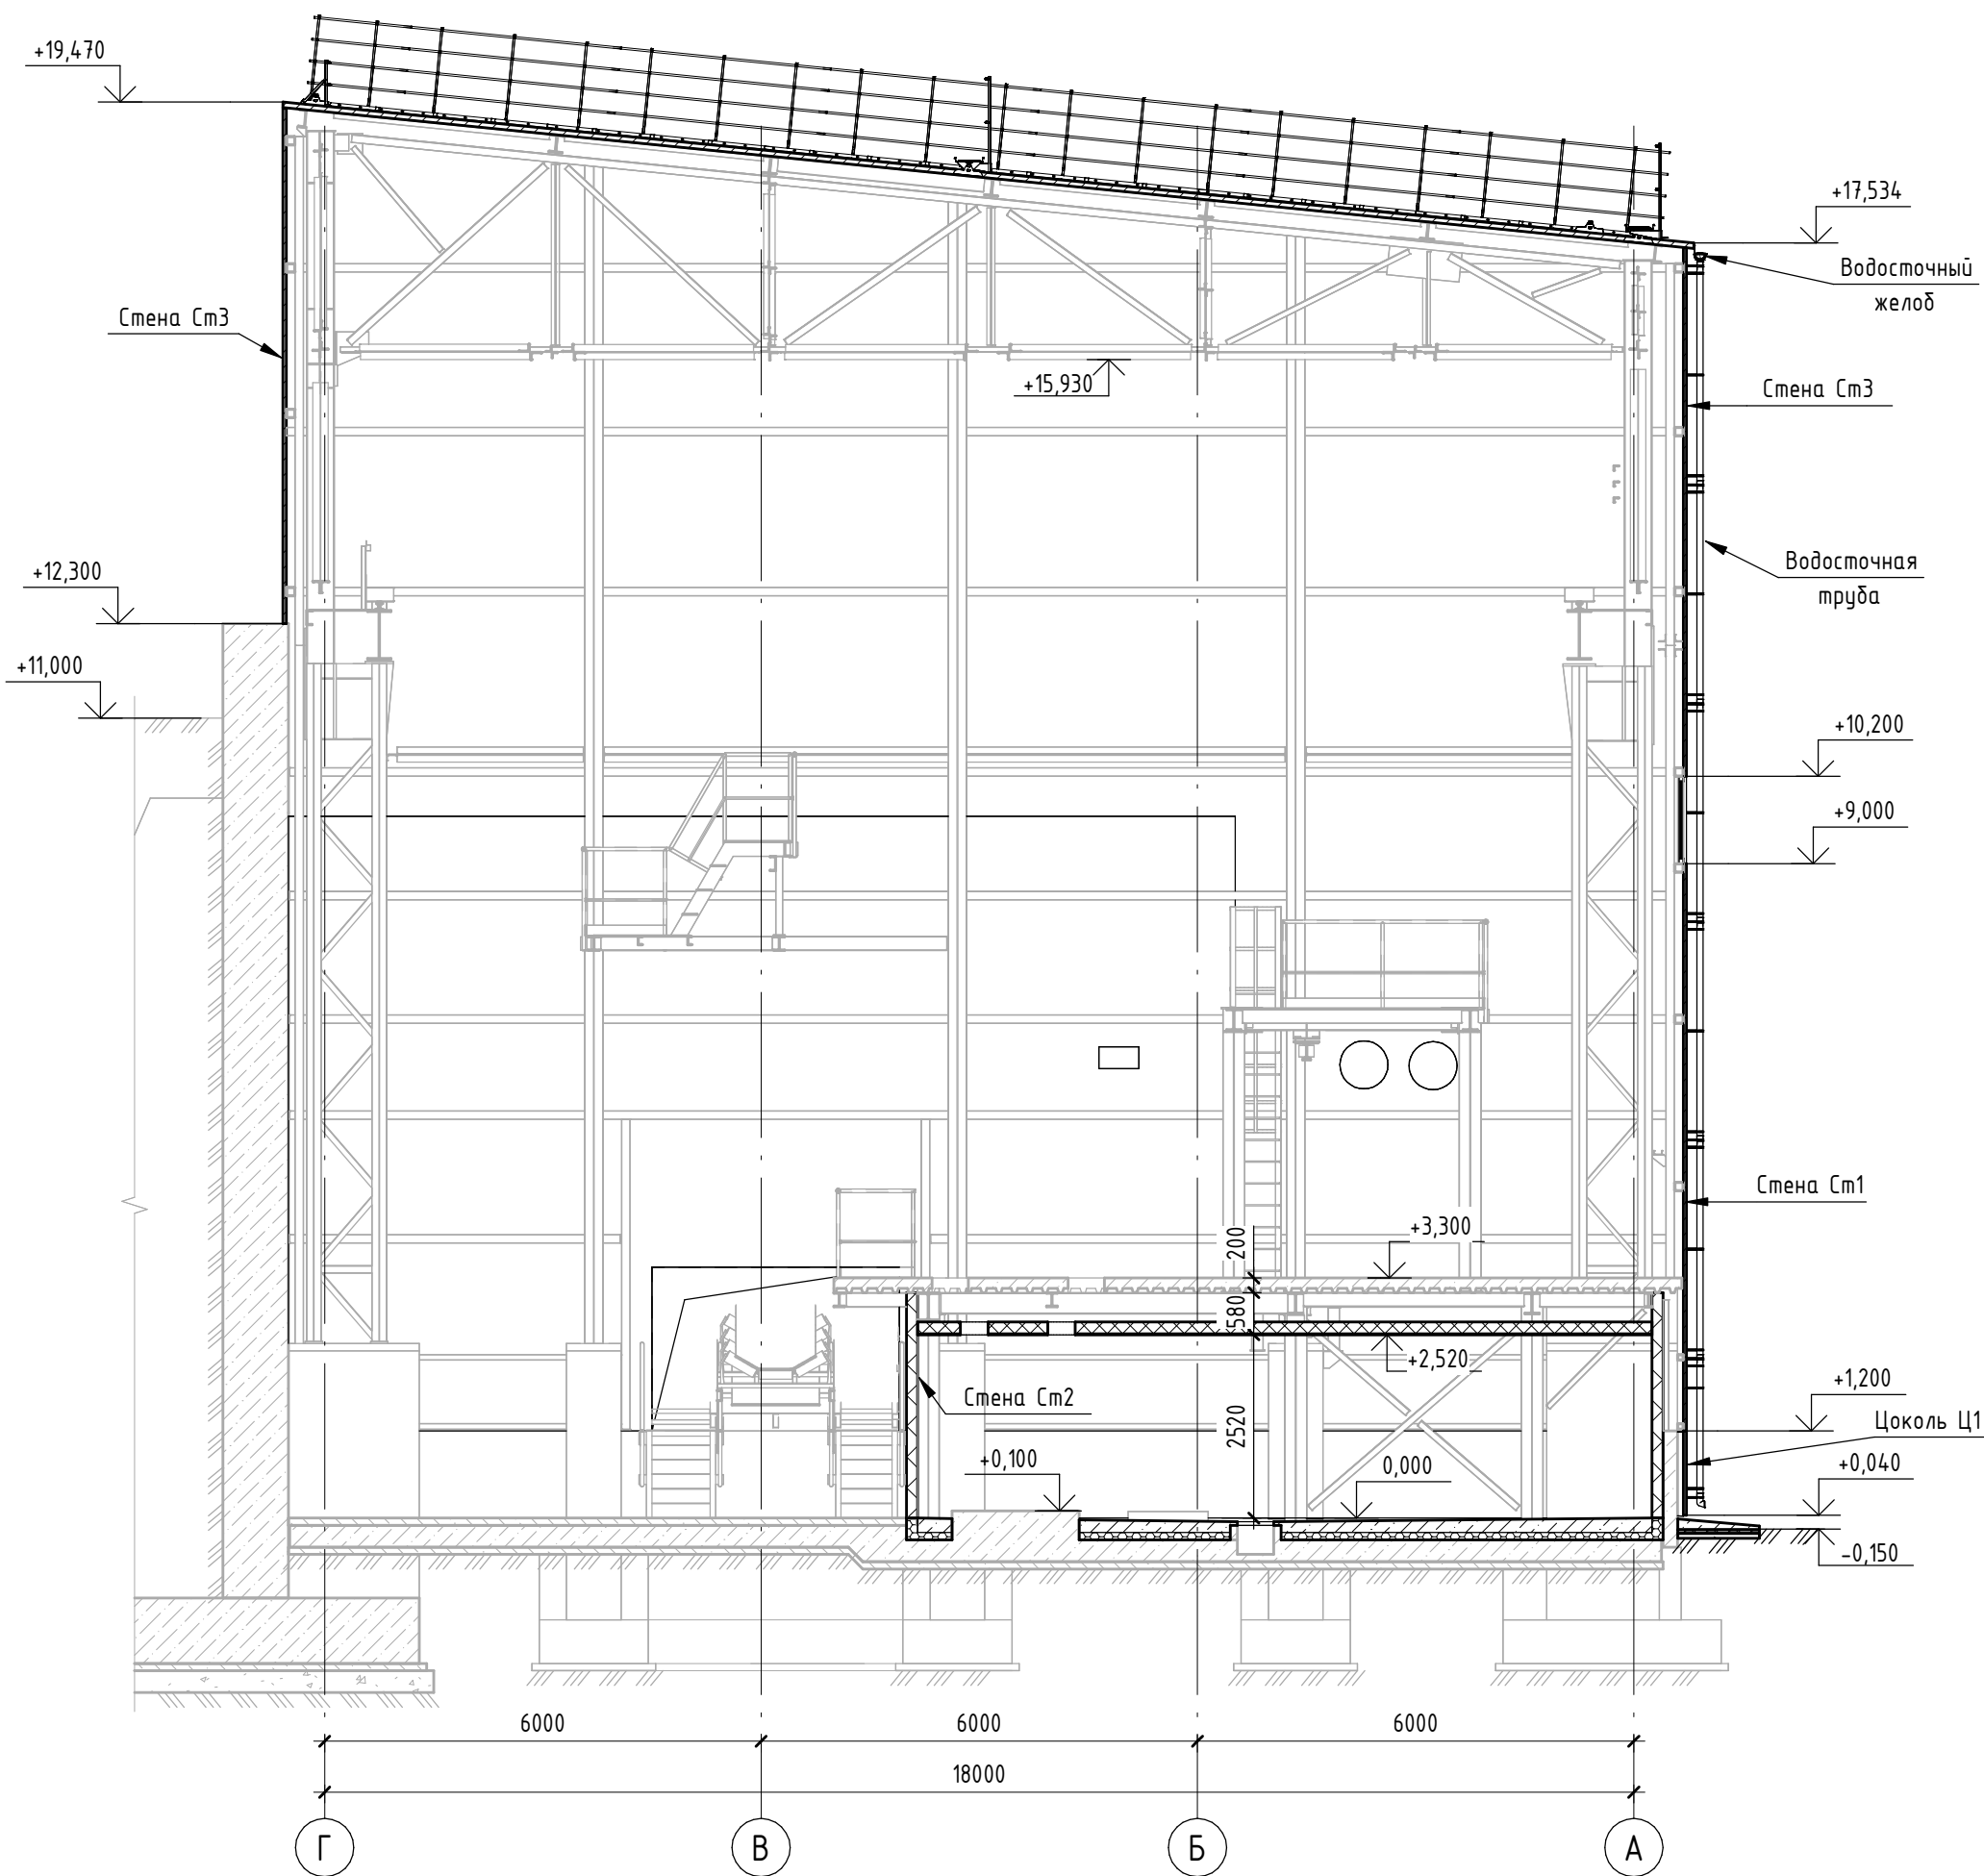 +19,470
+17,534
Водосточный
желоб
Стена Ст3
+15,930
Стена Ст3
+12,300
Водосточная
труба
+11,000
+10,200
+9,000
Стена Ст1
200
+3,300
580
+2,520
Стена Ст2
2520
+1,200
Цоколь Ц1
+0,100
0,000
+0,040
-0,150
6000
6000
6000
18000
Г
В
Б
А